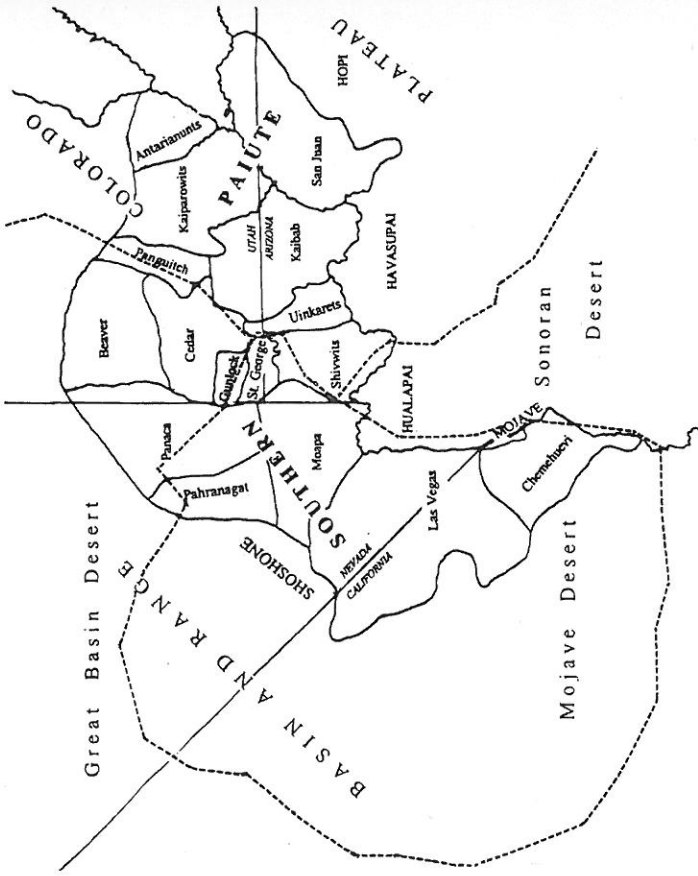 COLORADO
PLATEAU
Antarianunts
HOPI
Kaiparowits
PAIUTE
San Juan
Panguitch
UTAH
ARIZONA
Kaibab
HAVASUPAI
Beaver
Cedar
Uinkarets
Gunlock
St. George
Shivwits
HUALAPAI
Sonoran
Desert
Panaca
SOUTHERN
Moapa
MOJAVE
Pahranagat
Las Vegas
Chemehuevi
SHOSHONE
NEVADA
CALIFORNIA
Great Basin Desert
BASIN AND RANGE
Mojave Desert